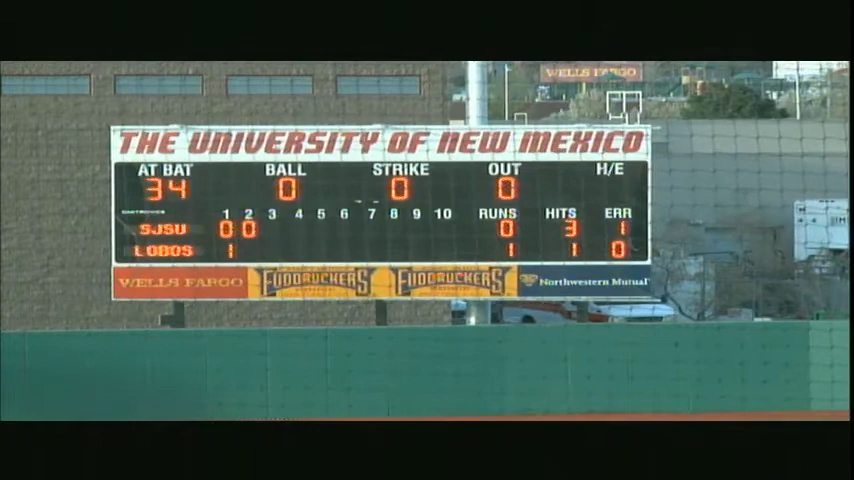 WELLS FARGO
THE UNIVERSITY OF NEW MEXICO
AT BAT BALL STRIKE OUT H/E
34 0 0 0
DAKTRONICS 1 2 3 4 5 6 7 8 9 10 RUNS HITS ERR
SJSU 0 0 0 3 1
LOBOS 1 1 1 0
WELLS FARGO FUDDRUCKERS FUDDRUCKERS Northwestern Mutual